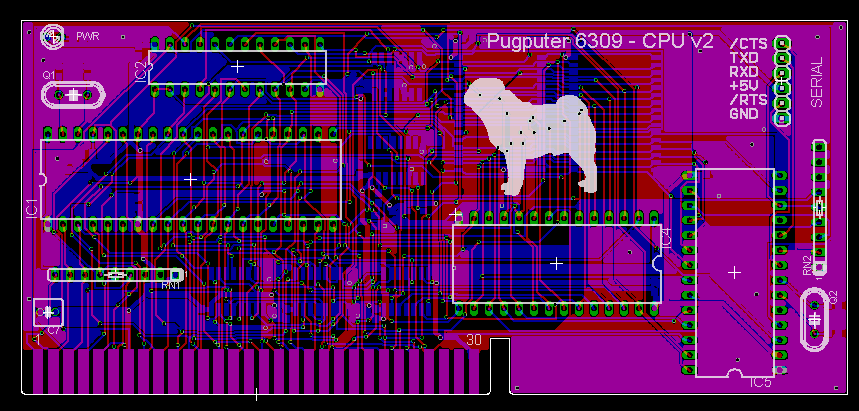 PWR
Pugputer 6309 - CPU v2
/CTS
TXD
RXD
+5V
/RTS
GND
SERIAL
Q1
IC2
IC1
IC4
RN1
RN2
Q2
1
30
IC5